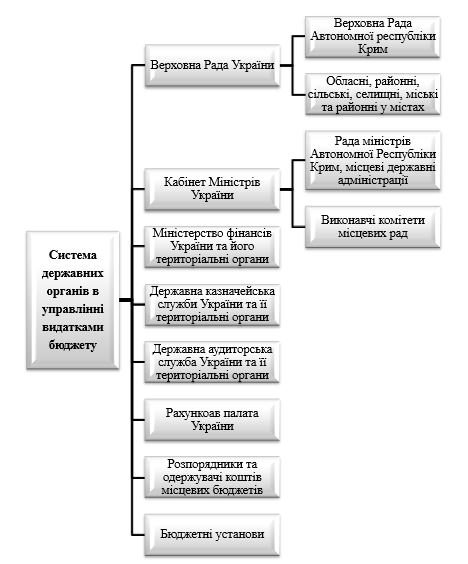 Система
державних
органів в
управлінні
видатками
бюджету
Верховна Рада України
Верховна Рада
Автономної республіки
Крим
Обласні, районні,
сільські, селищні, міські
та районні у містах
Кабінет Міністрів
України
Рада міністрів
Автономної Республіки
Крим, місцеві державні
адміністрації
Виконавчі комітети
місцевих рад
Міністерство фінансів
України та його
територіальні органи
Державна казначейська
служби України та її
територіальні органи
Державна аудиторська
служба України та її
територіальні органи
Рахункоав палата
України
Розпорядники та
одержувачі коштів
місцевих бюджетів
Бюджетні установи